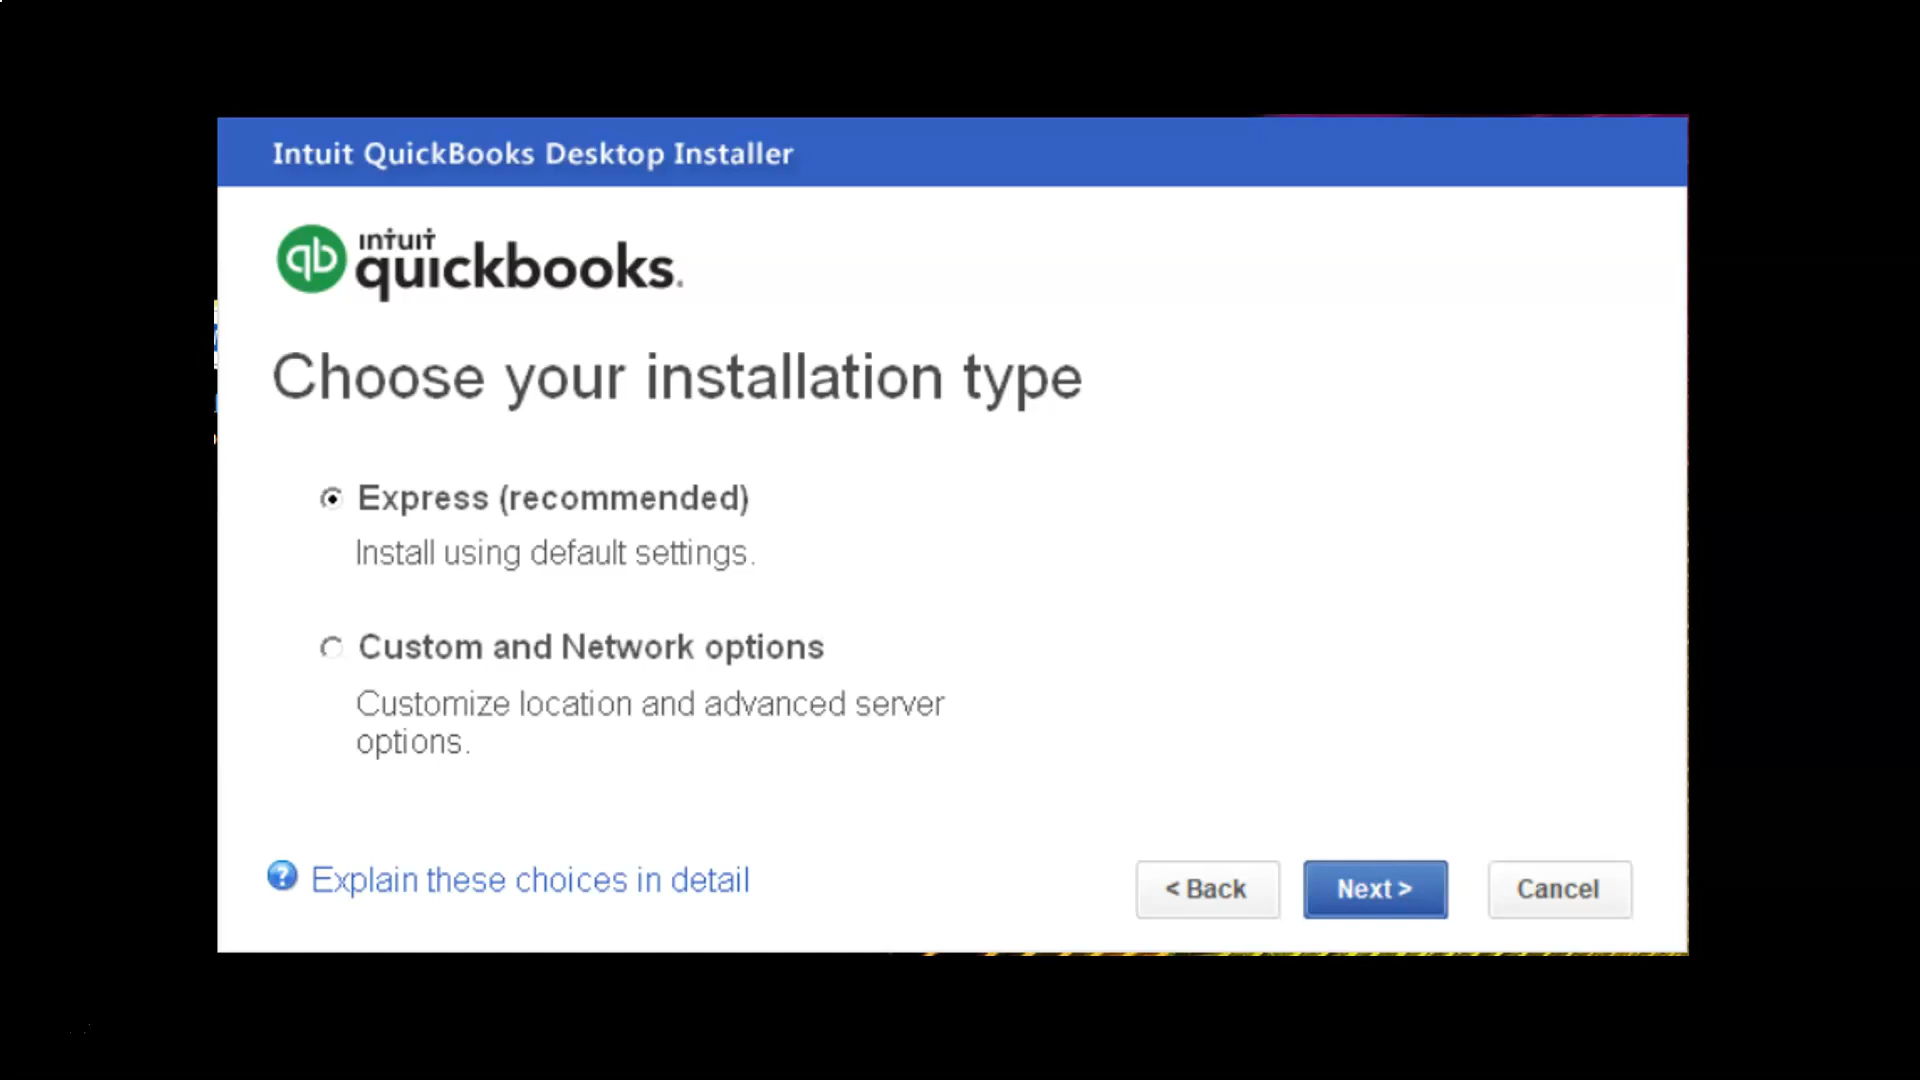 Intuit QuickBooks Desktop Installer
qb
intuit
quickbooks.
Choose your installation type
Express (recommended)
Install using default settings.
Custom and Network options
Customize location and advanced server
options.
? Explain these choices in detail
< Back
Next >
Cancel